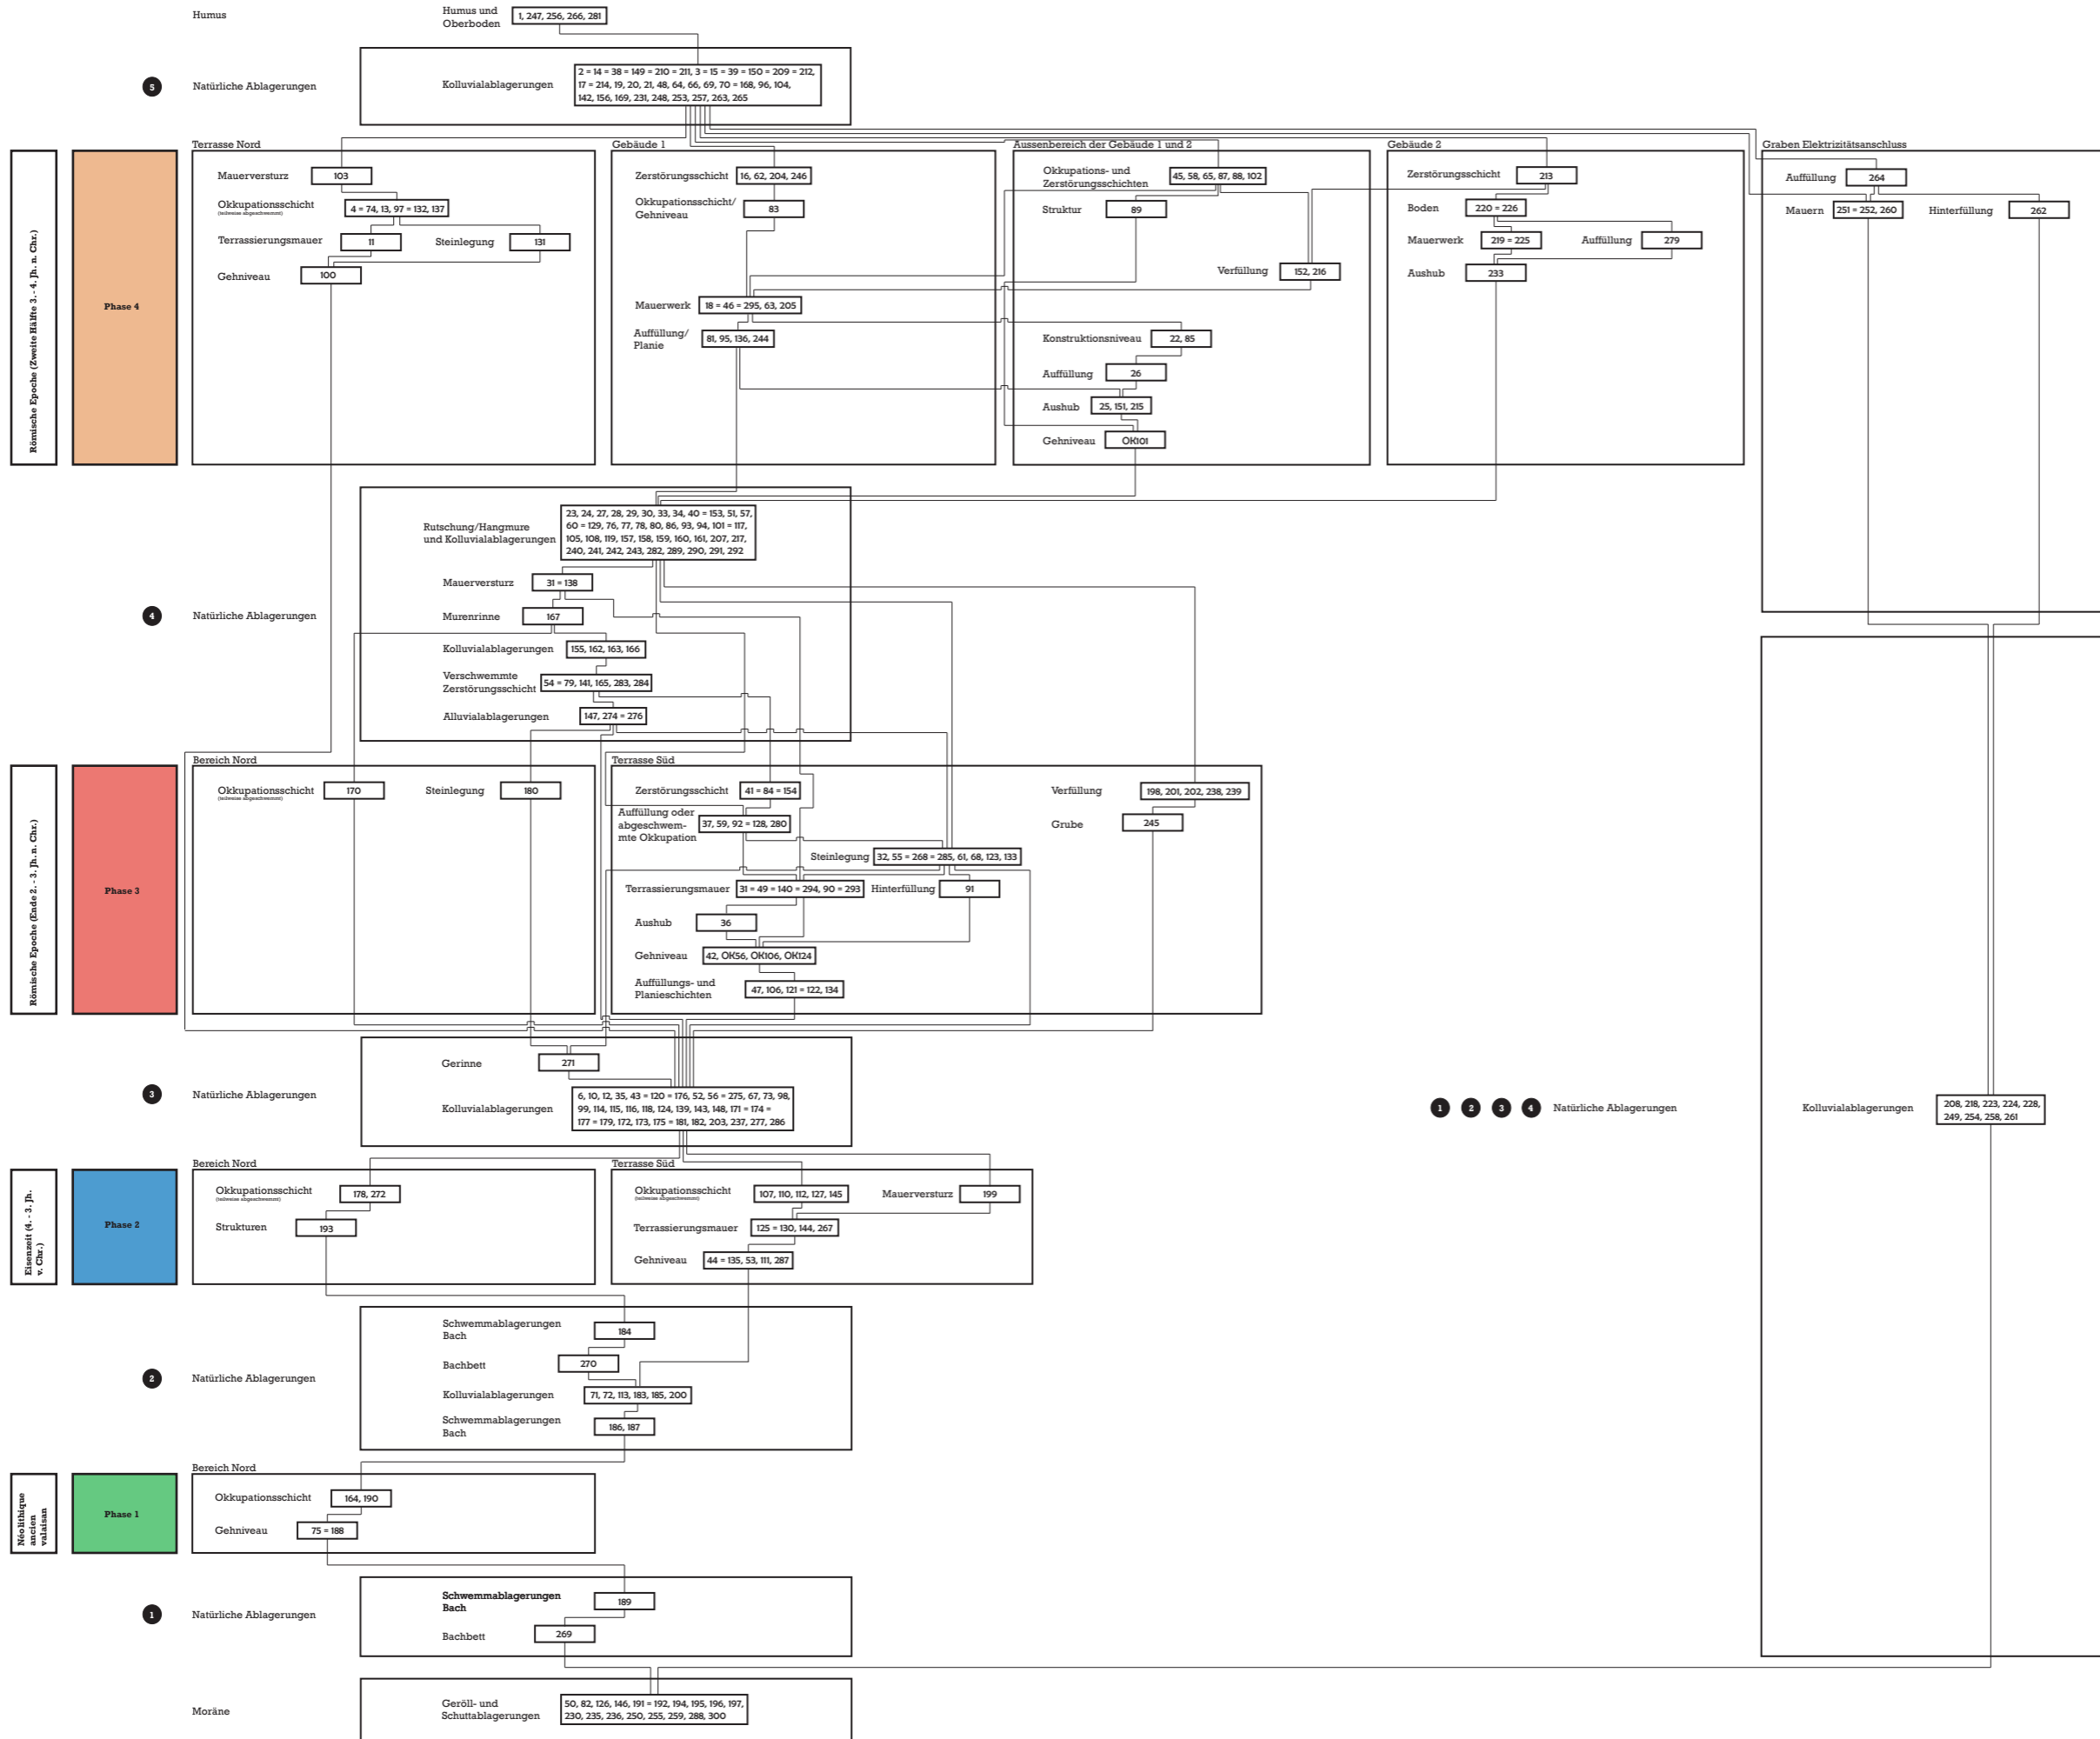 Humus
Humus und
Oberboden
1, 247, 256, 266, 281
5
Natürliche Ablagerungen
Kolluvialablagerungen
2 = 14 = 38 = 149 = 210 = 211, 3 = 15 = 39 = 150 = 209 = 212,
17 = 214, 19, 20, 21, 48, 64, 66, 69, 70 = 168, 96, 104,
142, 156, 169, 231, 248, 253, 257, 263, 265
Römische Epoche (Zweite Hälfte 3. - 4. Jh. n. Chr.)
Phase 4
Terrasse Nord
Mauerversturz
103
Okkupationsschicht
(teilweise abgeschwemmt)
4 = 74, 13, 97 = 132, 137
Terrassierungsmauer
11
Steinlegung
131
Gehniveau
100
Gebäude 1
Zerstörungsschicht
16, 62, 204, 246
Okkupationsschicht/
Gehniveau
83
Mauerwerk
18 = 46 = 295, 63, 205
Auffüllung/
Planie
81, 95, 136, 244
Aussenbereich der Gebäude 1 und 2
Okkupations- und
Zerstörungsschichten
45, 58, 65, 87, 88, 102
Struktur
89
Verfüllung
152, 216
Konstruktionsniveau
22, 85
Auffüllung
26
Aushub
25, 151, 215
Gehniveau
OK101
Gebäude 2
Zerstörungsschicht
213
Boden
220 = 226
Mauerwerk
219 = 225
Auffüllung
279
Aushub
233
Graben Elektrizitätsanschluss
Auffüllung
264
Mauern
251 = 252, 260
Hinterfüllung
262
4
Natürliche Ablagerungen
Rutschung/Hangmure
und Kolluvialablagerungen
23, 24, 27, 28, 29, 30, 33, 34, 40 = 153, 51, 57,
60 = 129, 76, 77, 78, 80, 86, 93, 94, 101 = 117,
105, 108, 119, 157, 158, 159, 160, 161, 207, 217,
240, 241, 242, 243, 282, 289, 290, 291, 292
Mauerversturz
31 = 138
Murenrinne
167
Kolluvialablagerungen
155, 162, 163, 166
Verschwemmte
Zerstörungsschicht
54 = 79, 141, 165, 283, 284
Alluvialablagerungen
147, 274 = 276
Römische Epoche (Ende 2. - 3. Jh. n. Chr.)
Phase 3
Bereich Nord
Okkupationsschicht
(teilweise abgeschwemmt)
170
Steinlegung
180
Terrasse Süd
Zerstörungsschicht
41 = 84 = 154
Verfüllung
198, 201, 202, 238, 239
Auffüllung oder
abgeschwem-
mte Okkupation
37, 59, 92 = 128, 280
Grube
245
Steinlegung
32, 55 = 268 = 285, 61, 68, 123, 133
Terrassierungsmauer
31 = 49 = 140 = 294, 90 = 293
Hinterfüllung
91
Aushub
36
Gehniveau
42, OK56, OK106, OK124
Auffüllungs- und
Planieschichten
47, 106, 121 = 122, 134
3
Natürliche Ablagerungen
Gerinne
271
Kolluvialablagerungen
6, 10, 12, 35, 43 = 120 = 176, 52, 56 = 275, 67, 73, 98,
99, 114, 115, 116, 118, 124, 139, 143, 148, 171 = 174 =
177 = 179, 172, 173, 175 = 181, 182, 203, 237, 277, 286
1
2
3
4
Natürliche Ablagerungen
Kolluvialablagerungen
208, 218, 223, 224, 228,
249, 254, 258, 261
Eisenzeit (4. - 3. Jh.
v. Chr.)
Phase 2
Bereich Nord
Okkupationsschicht
(teilweise abgeschwemmt)
178, 272
Strukturen
193
Terrasse Süd
Okkupationsschicht
(teilweise abgeschwemmt)
107, 110, 112, 127, 145
Mauerversturz
199
Terrassierungsmauer
125 = 130, 144, 267
Gehniveau
44 = 135, 53, 111, 287
2
Natürliche Ablagerungen
Schwemmablagerungen
Bach
184
Bachbett
270
Kolluvialablagerungen
71, 72, 113, 183, 185, 200
Schwemmablagerungen
Bach
186, 187
Néolithique
ancien
valaisan
Phase 1
Bereich Nord
Okkupationsschicht
164, 190
Gehniveau
75 = 188
1
Natürliche Ablagerungen
Schwemmablagerungen
Bach
189
Bachbett
269
Moräne
Geröll- und
Schuttablagerungen
50, 82, 126, 146, 191 = 192, 194, 195, 196, 197,
230, 235, 236, 250, 255, 259, 288, 300